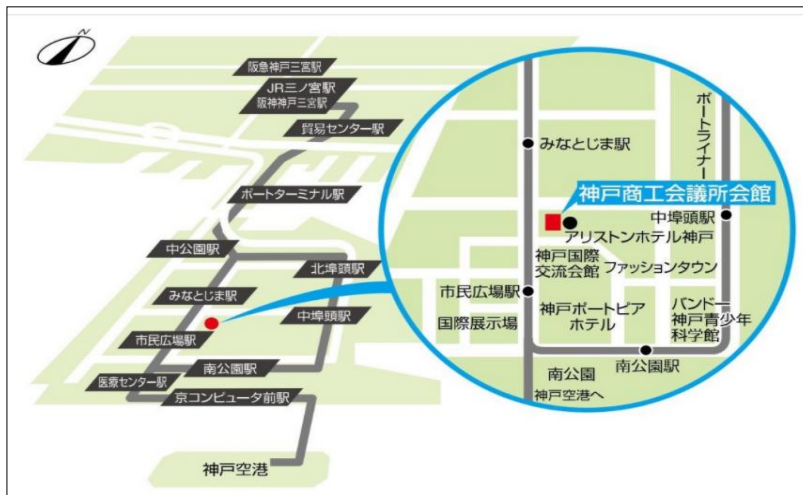 N
阪急神戸三宮駅
JR三ノ宮駅
阪神神戸三宮駅
貿易センター駅
ポートターミナル駅
中公園駅
北埠頭駅
みなとじま駅
中埠頭駅
市民広場駅
南公園駅
医療センター駅
京コンピュータ前駅
神戸空港
ポートライナー
みなとじま駅
神戸商工会議所会館
中埠頭駅
アリストンホテル神戸
神戸国際
交流会館
ファッションタウン
市民広場駅
国際展示場
神戸ポートピア
ホテル
バンドー
神戸青少年
科学館
南公園
南公園駅
神戸空港へ